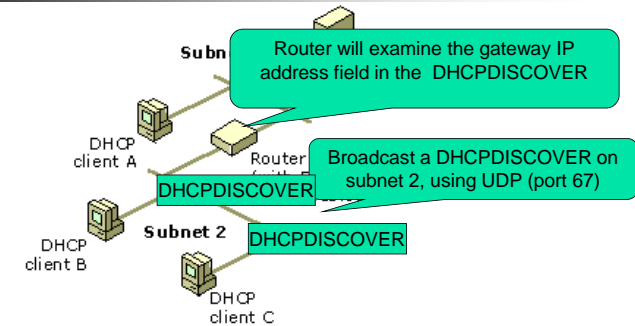 Subn
Router will examine the gateway IP
address field in the DHCPDISCOVER
DHCP
client A
Router
Broadcast a DHCPDISCOVER on
subnet 2, using UDP (port 67)
DHCPDISCOVER
Subnet 2
DHCPDISCOVER
DHCP
client B
DHCP
client C